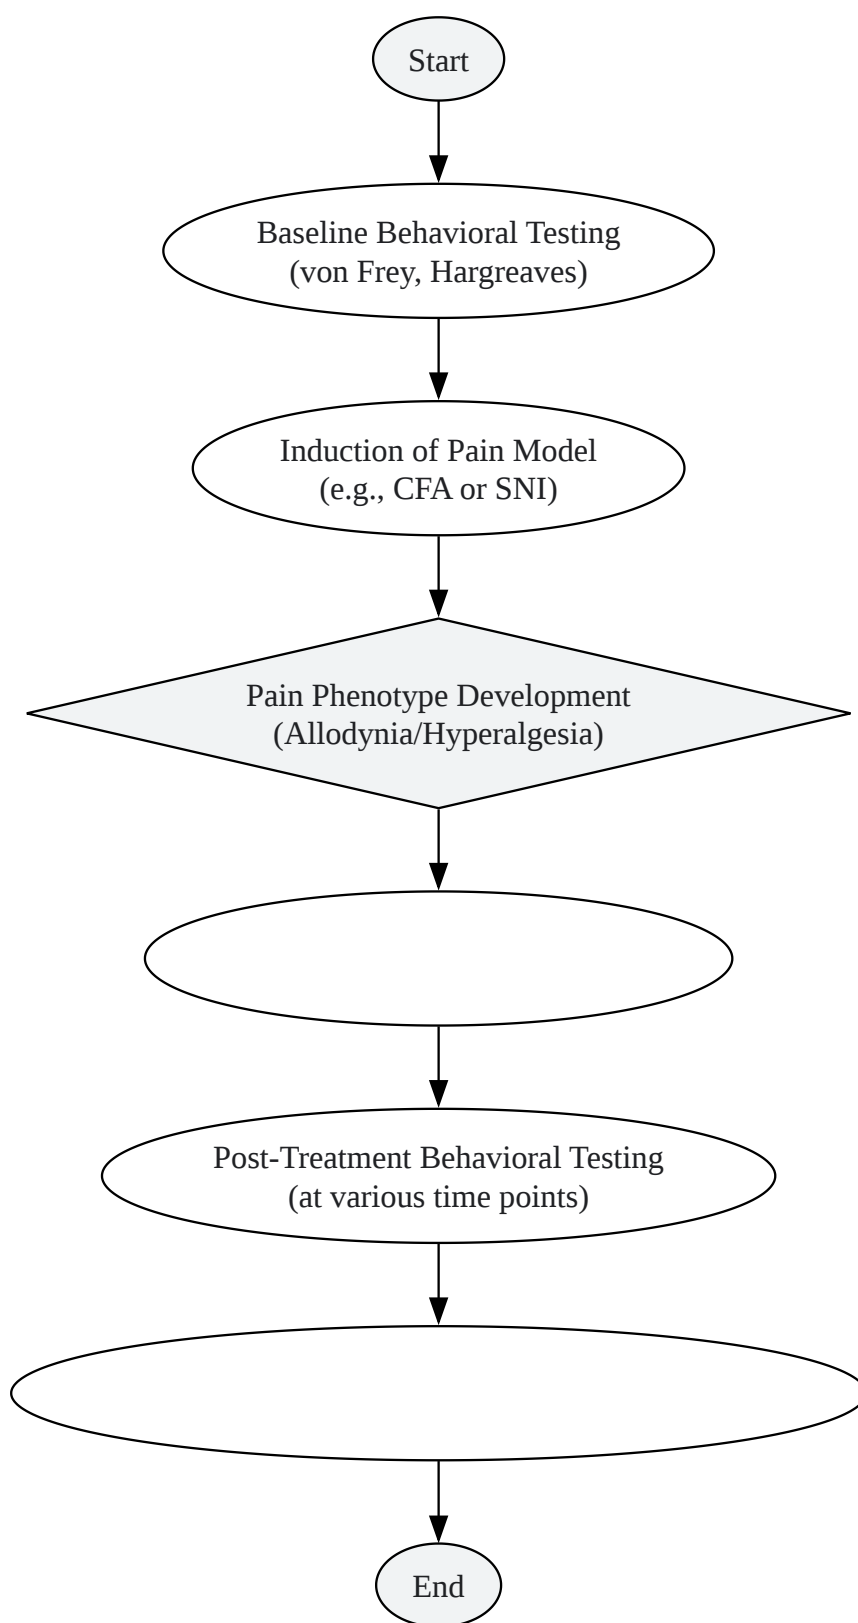 Start
Baseline Behavioral Testing
(von Frey, Hargreaves)
Induction of Pain Model
(e.g., CFA or SNI)
Pain Phenotype Development
(Allodynia/Hyperalgesia)
Post-Treatment Behavioral Testing
(at various time points)
End